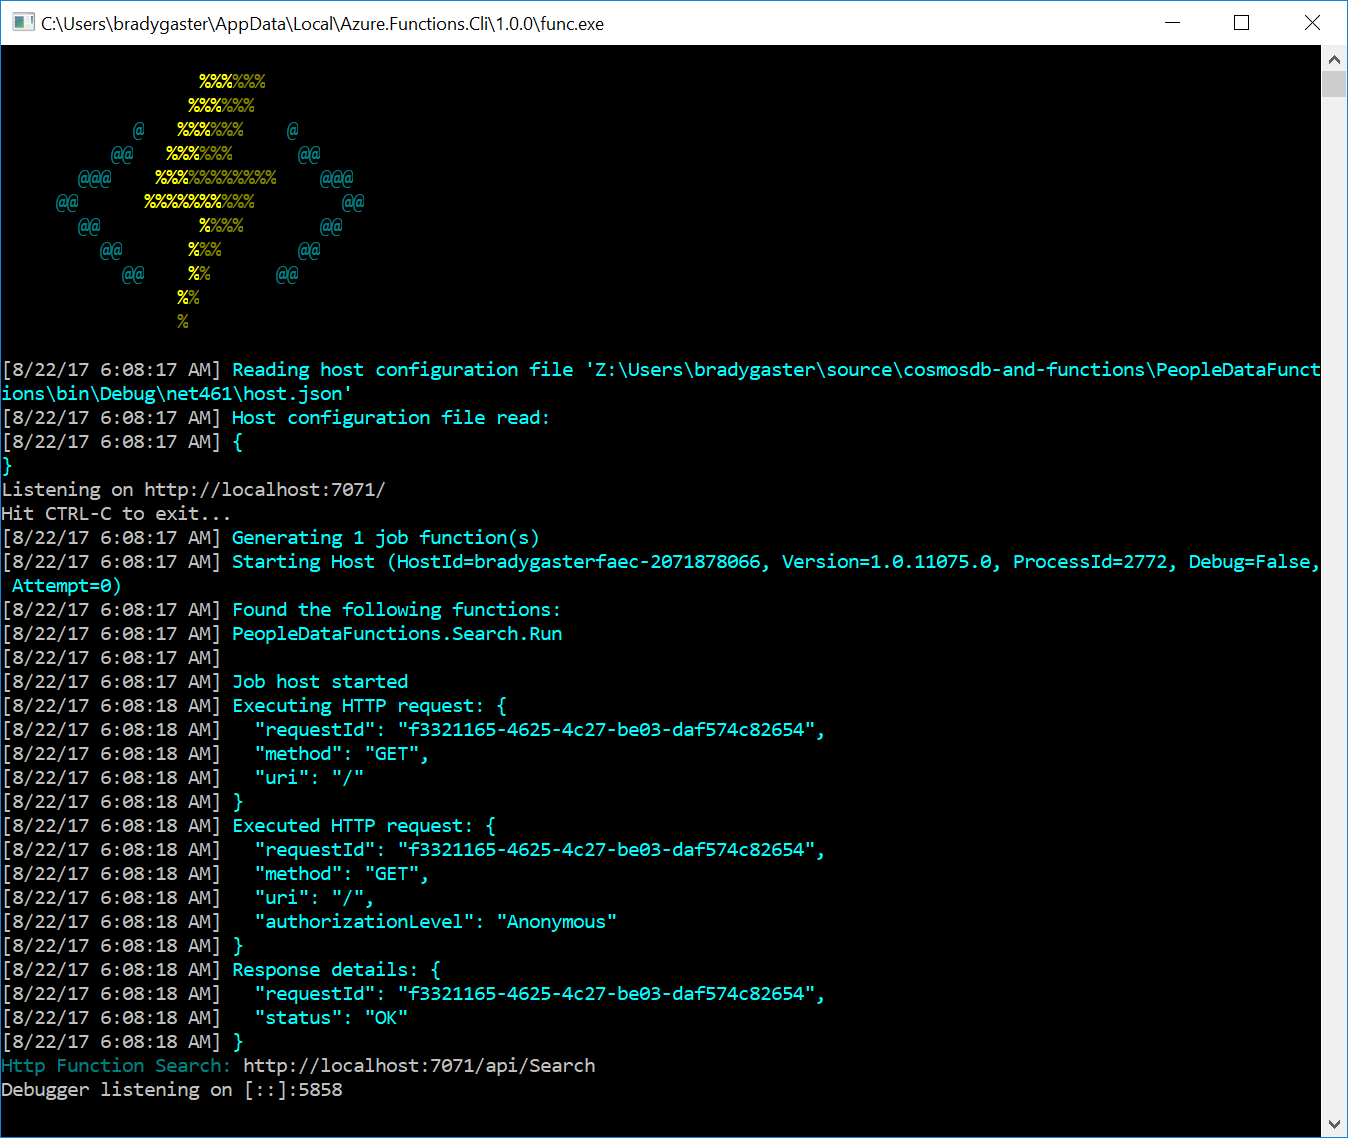 C:\Users\bradygaster\AppData\Local\Azure.Functions.Cli\1.0.0\func.exe
%%%%%%
%%%%%%
@ %%%%%% @
@@ %%%%%% @@
@@@ %%%%%%%%%%% @@@
@@ %%%%%%%%%% @@
@@ %%%% @@
@@ %%% @@
@@ %% @@
%%
%
[8/22/17 6:08:17 AM] Reading host configuration file 'Z:\Users\bradygaster\source\cosmosdb-and-functions\PeopleDataFunct
ions\bin\Debug\net461\host.json'
[8/22/17 6:08:17 AM] Host configuration file read:
[8/22/17 6:08:17 AM] {
}
Listening on http://localhost:7071/
Hit CTRL-C to exit...
[8/22/17 6:08:17 AM] Generating 1 job function(s)
[8/22/17 6:08:17 AM] Starting Host (HostId=bradygasterfaec-2071878066, Version=1.0.11075.0, ProcessId=2772, Debug=False,
 Attempt=0)
[8/22/17 6:08:17 AM] Found the following functions:
[8/22/17 6:08:17 AM] PeopleDataFunctions.Search.Run
[8/22/17 6:08:17 AM]
[8/22/17 6:08:17 AM] Job host started
[8/22/17 6:08:18 AM] Executing HTTP request: {
[8/22/17 6:08:18 AM]   "requestId": "f3321165-4625-4c27-be03-daf574c82654",
[8/22/17 6:08:18 AM]   "method": "GET",
[8/22/17 6:08:18 AM]   "uri": "/"
[8/22/17 6:08:18 AM] }
[8/22/17 6:08:18 AM] Executed HTTP request: {
[8/22/17 6:08:18 AM]   "requestId": "f3321165-4625-4c27-be03-daf574c82654",
[8/22/17 6:08:18 AM]   "method": "GET",
[8/22/17 6:08:18 AM]   "uri": "/",
[8/22/17 6:08:18 AM]   "authorizationLevel": "Anonymous"
[8/22/17 6:08:18 AM] }
[8/22/17 6:08:18 AM] Response details: {
[8/22/17 6:08:18 AM]   "requestId": "f3321165-4625-4c27-be03-daf574c82654",
[8/22/17 6:08:18 AM]   "status": "OK"
[8/22/17 6:08:18 AM] }
Http Function Search: http://localhost:7071/api/Search
Debugger listening on [::]:5858